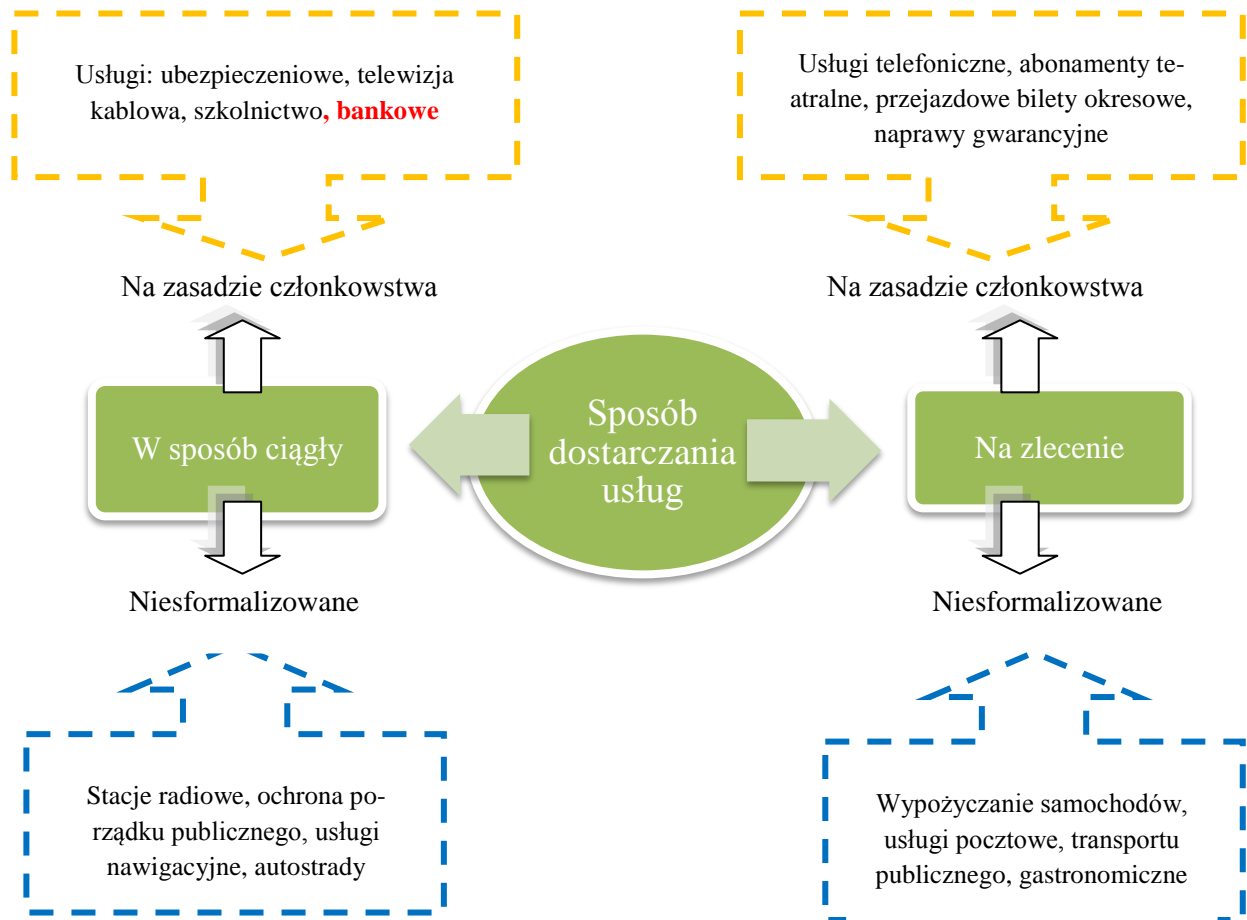 Usługi: ubezpieczeniowe, telewizja
kablowa, szkolnictwo, bankowe
Usługi telefoniczne, abonamenty te-
atralne, przejazdowe bilety okresowe,
naprawy gwarancyjne
Na zasadzie członkowstwa
Na zasadzie członkowstwa
W sposób ciągły
Sposób
dostarczania
usług
Na zlecenie
Niesformalizowane
Niesformalizowane
Stacje radiowe, ochrona po-
rządku publicznego, usługi
nawigacyjne, autostrady
Wypożyczanie samochodów,
usługi pocztowe, transportu
publicznego, gastronomiczne